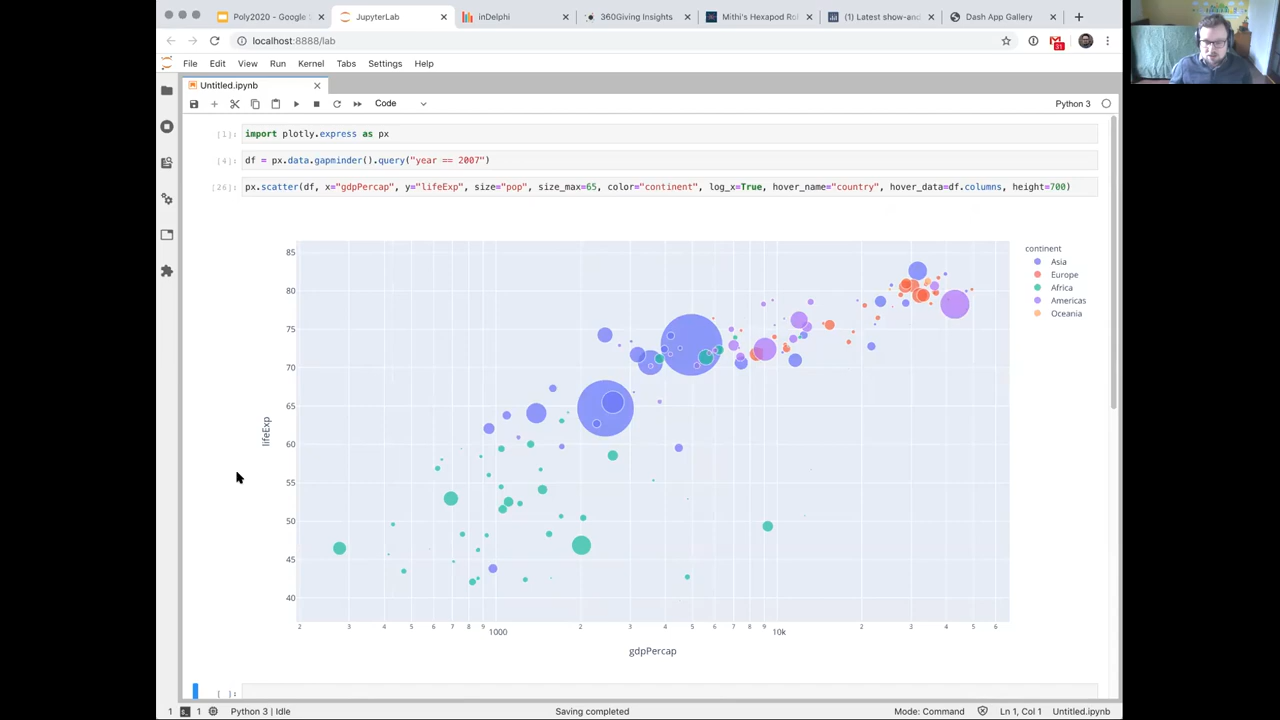 Poly2020 - Google S
JupyterLab
inDelphi
360Giving Insights
Mithi's Hexapod Ro
(1) Latest show-and
Dash App Gallery
localhost:8888/lab
31
File Edit View Run Kernel Tabs Settings Help
Untitled.ipynb
Code
Python 3
[1]: import plotly.express as px
[4]: df = px.data.gapminder().query("year == 2007")
[26]: px.scatter(df, x="gdpPercap", y="lifeExp", size="pop", size_max=65, color="continent", log_x=True, hover_name="country", hover_data=df.columns, height=700)
continent
Asia
Europe
Africa
Americas
Oceania
85
80
75
70
65
60
55
50
45
40
lifeExp
2 3 4 5 6 7 8 9 1000 2 3 4 5 6 7 8 9 10k 2 3 4 5 6
gdpPercap
[ ]:
1 1 Python 3 | Idle Saving completed Mode: Command Ln 1, Col 1 Untitled.ipynb